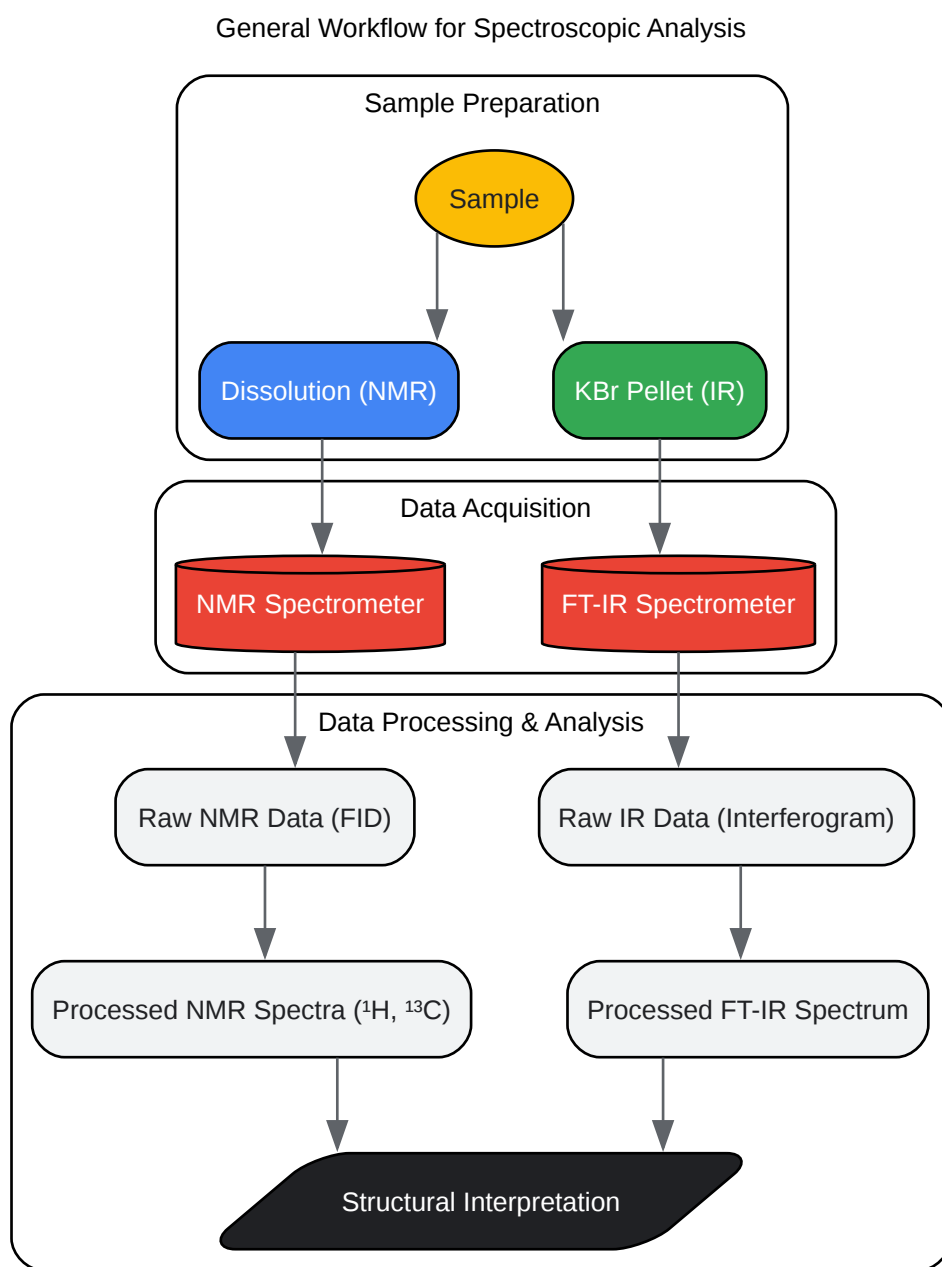 General Workflow for Spectroscopic Analysis
Sample Preparation
Sample
Dissolution (NMR)
KBr Pellet (IR)
Data Acquisition
NMR Spectrometer
FT-IR Spectrometer
Data Processing & Analysis
Raw NMR Data (FID)
Raw IR Data (Interferogram)
Processed NMR Spectra (¹H, ¹³C)
Processed FT-IR Spectrum
Structural Interpretation